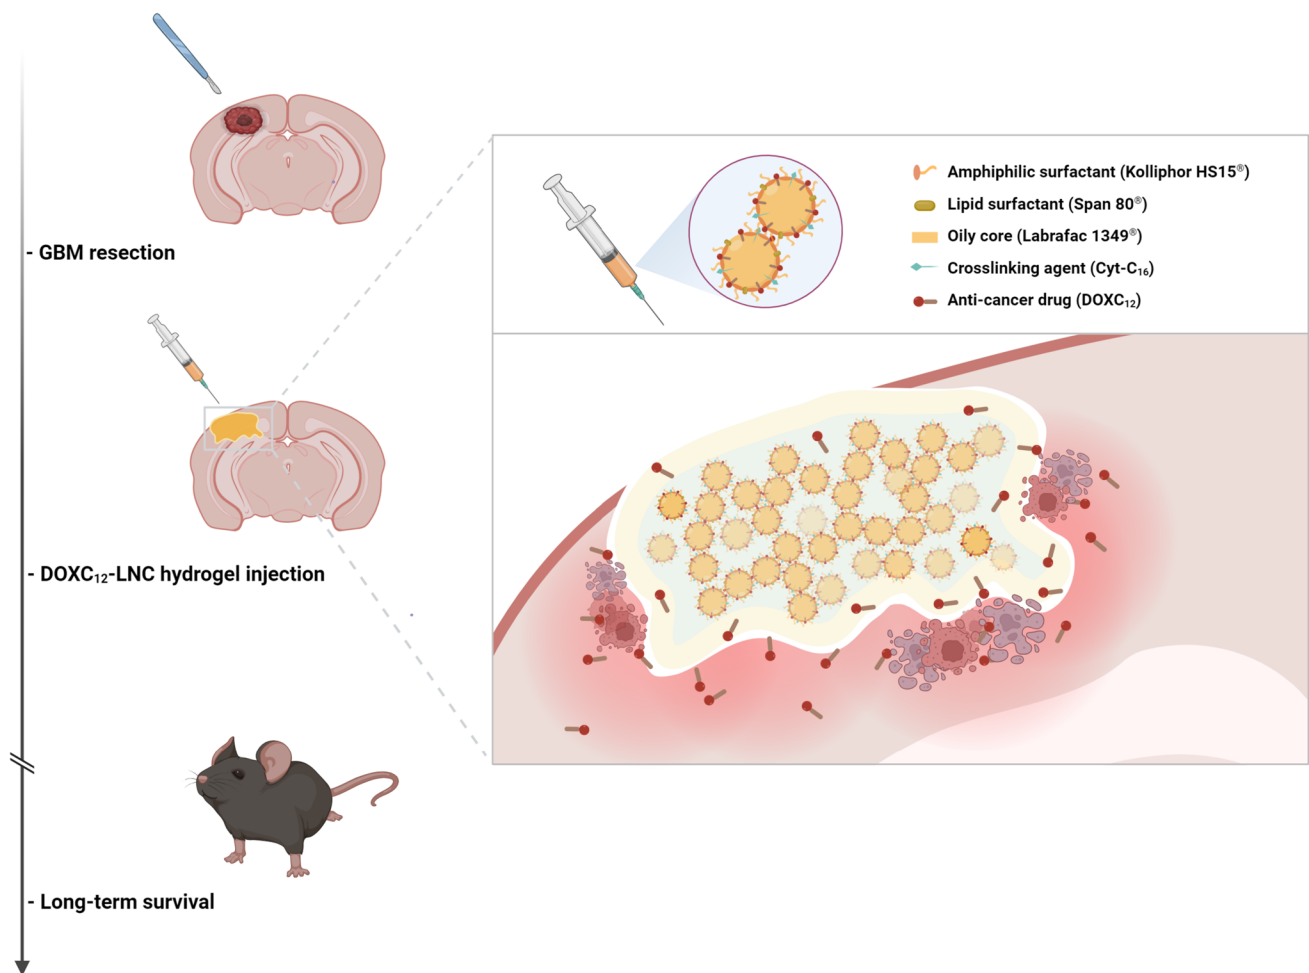 - GBM resection
- DOXC₁₂-LNC hydrogel injection
- Long-term survival
Amphiphilic surfactant (Kolliphor HS15®)
Lipid surfactant (Span 80®)
Oily core (Labrafac 1349®)
Crosslinking agent (Cyt-C₁₆)
Anti-cancer drug (DOXC₁₂)